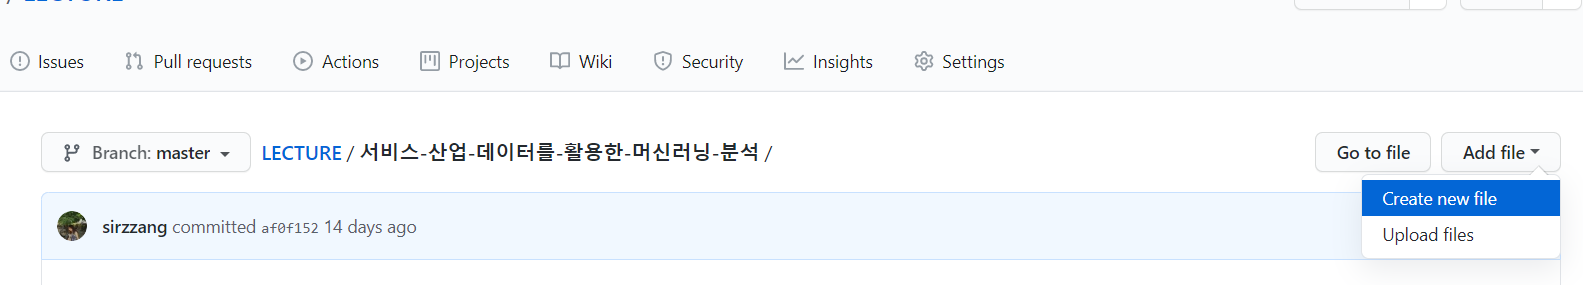 Issues Pull requests Actions Projects Wiki Security Insights Settings
Branch: master LECTURE / 서비스-산업-데이터를-활용한-머신러닝-분석 / Go to file Add file
Create new file
sirzzang committed af0f152 14 days ago
Upload files